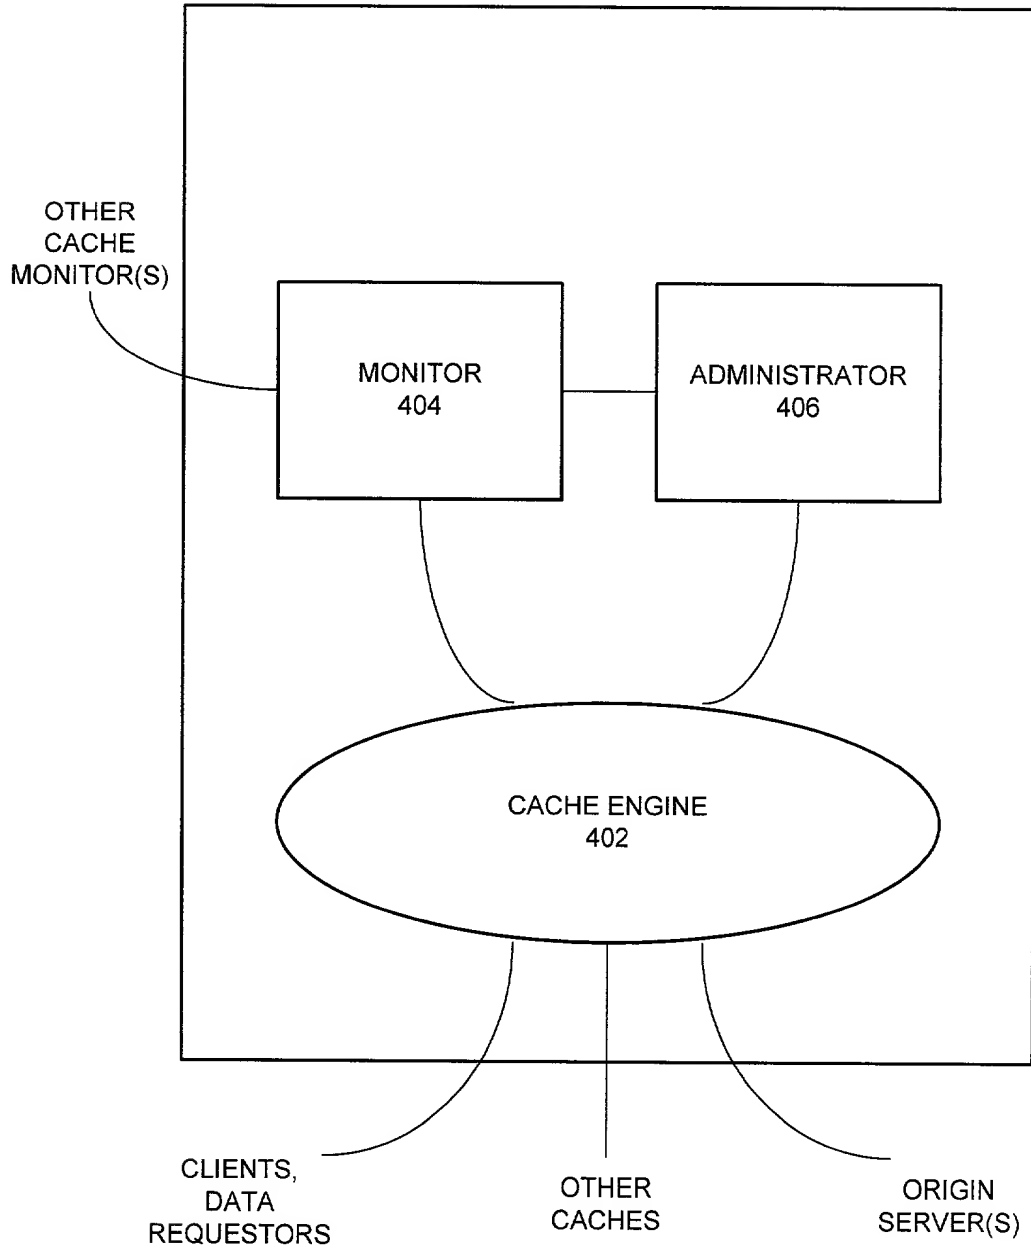 OTHER
CACHE
MONITOR(S)
MONITOR
404
ADMINISTRATOR
406
CACHE ENGINE
402
CLIENTS,
DATA
REQUESTORS
OTHER
CACHES
ORIGIN
SERVER(S)